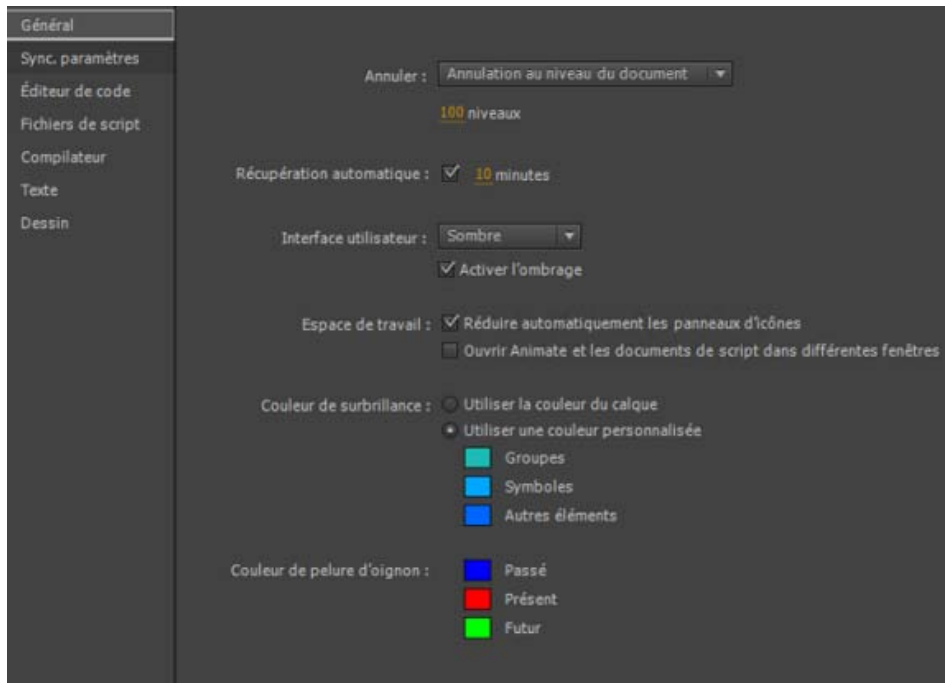 Général
Sync. paramètres
Éditeur de code
Fichiers de script
Compilateur
Texte
Dessin
Annuler : Annulation au niveau du document
100 niveaux
Récupération automatique : 10 minutes
Interface utilisateur : Sombre
Activer l'ombrage
Espace de travail : Réduire automatiquement les panneaux d'icônes
Ouvrir Animate et les documents de script dans différentes fenêtres
Couleur de surbrillance : Utiliser la couleur du calque
Utiliser une couleur personnalisée
Groupes
Symboles
Autres éléments
Couleur de pelure d'oignon : Passé
Présent
Futur